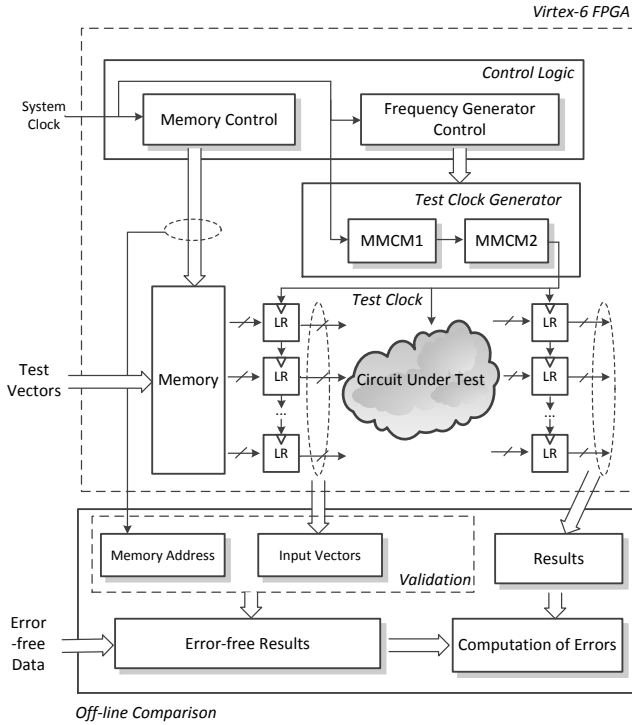 Virtex-6 FPGA
Control Logic
System
Clock
Memory Control
Frequency Generator
Control
Test Clock Generator
MMCM1
MMCM2
Test Clock
LR
LR
Test
Vectors
Memory
LR
Circuit Under Test
LR
...
...
LR
LR
Memory Address
Input Vectors
Results
Validation
Error
-free
Data
Error-free Results
Computation of Errors
Off-line Comparison